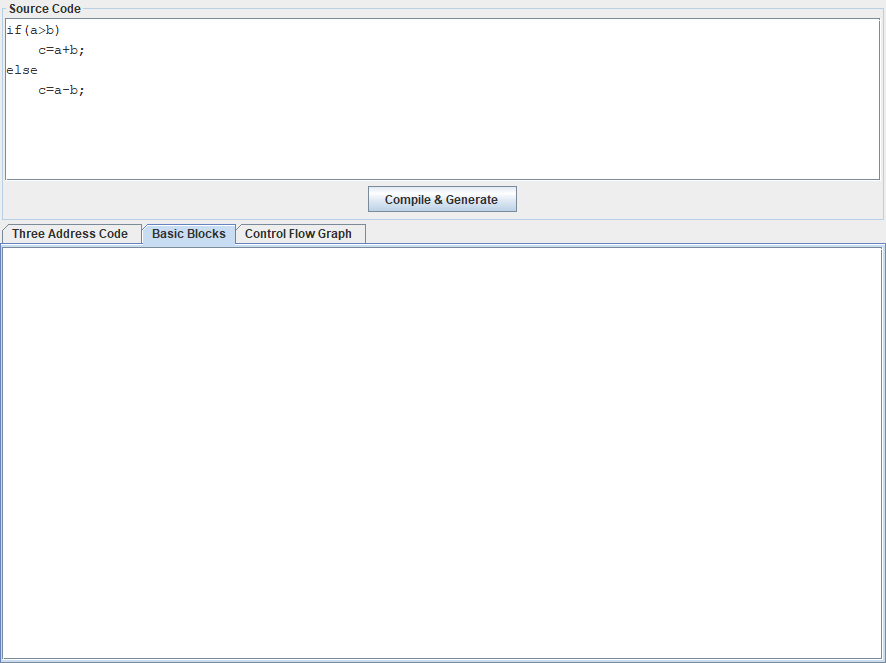 Source Code
if(a>b)
    c=a+b;
else
    c=a-b;
Compile & Generate
Three Address Code
Basic Blocks
Control Flow Graph